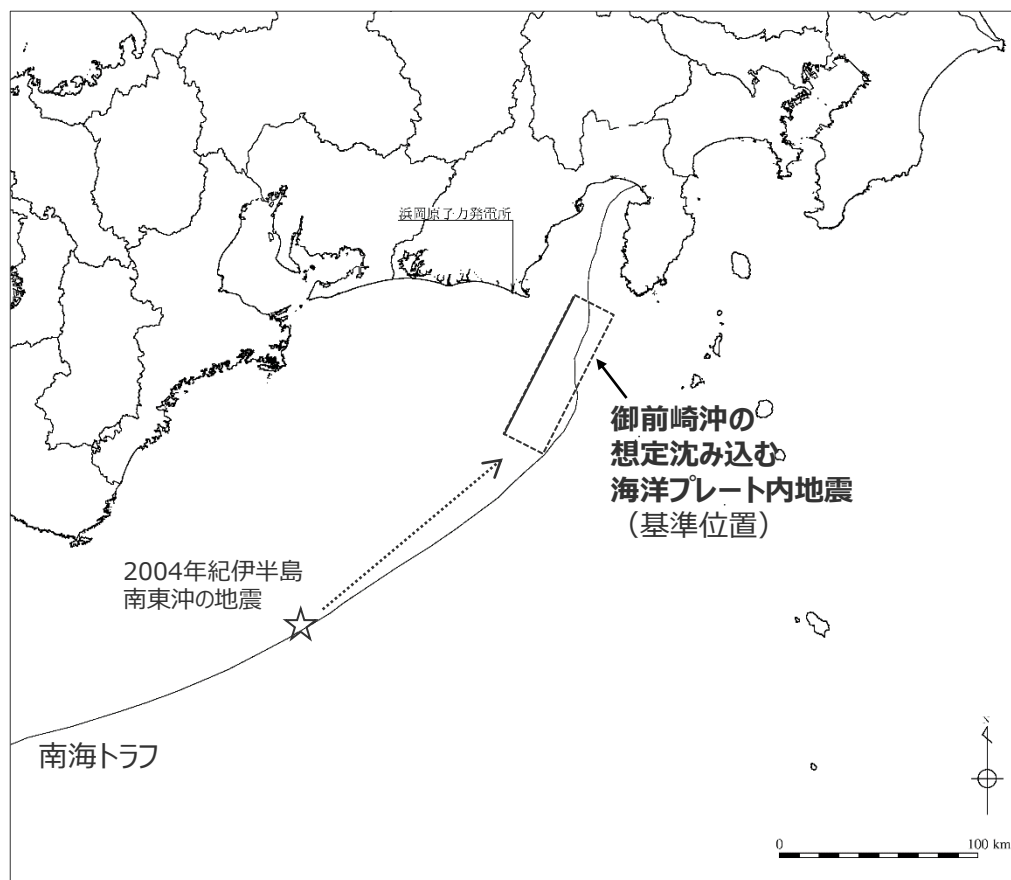 浜岡原子力発電所
御前崎沖の
想定沈み込む
海洋プレート内地震
（基準位置）
2004年紀伊半島
南東沖の地震
南海トラフ
N
0 100 km